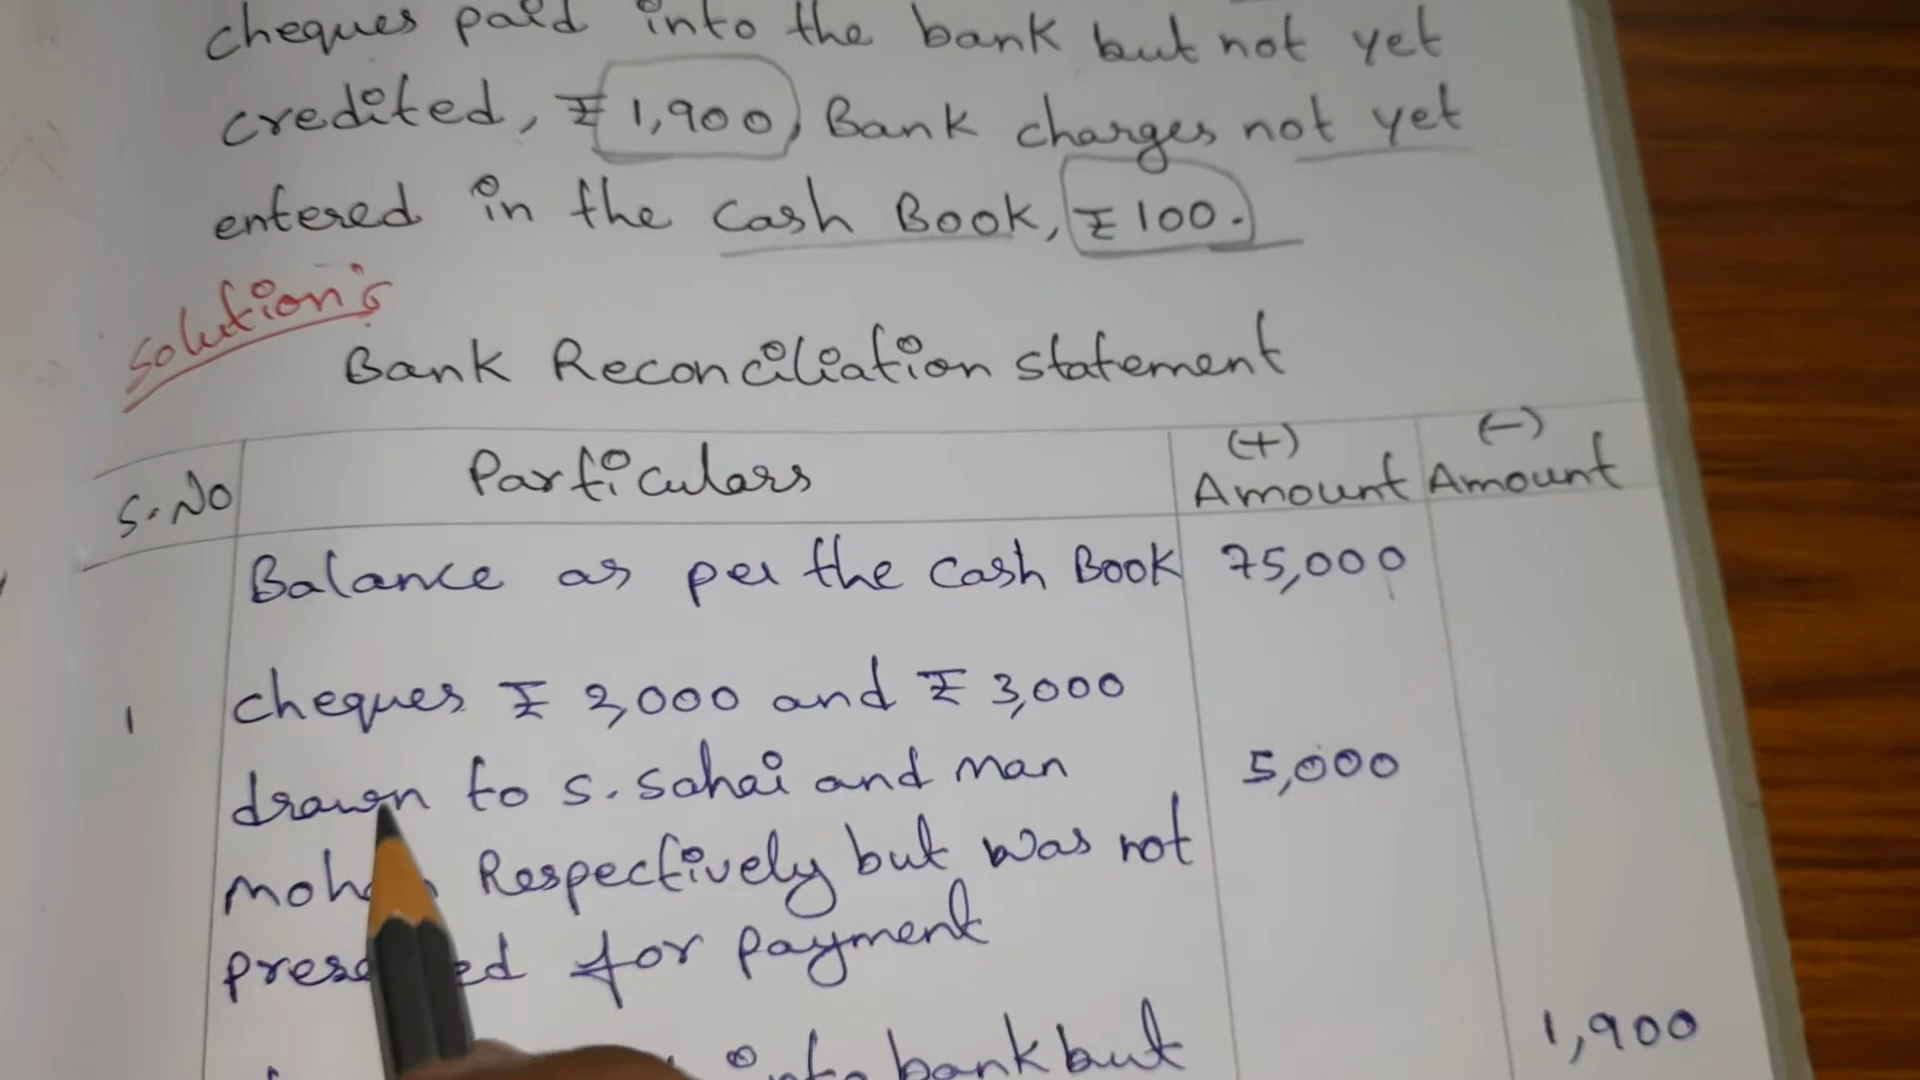 cheques paid into the bank but not yet
credited, ₹ 1,900, Bank charges not yet
entered in the Cash Book, ₹ 100.
Solution:
Bank Reconciliation statement
S.No Particulars (+) Amount (-) Amount
Balance as per the Cash Book 75,000
1 cheques ₹ 2,000 and ₹ 3,000
drawn to S. Sahai and Man 5,000
Respectively but was not
for payment
into bank but 1,900